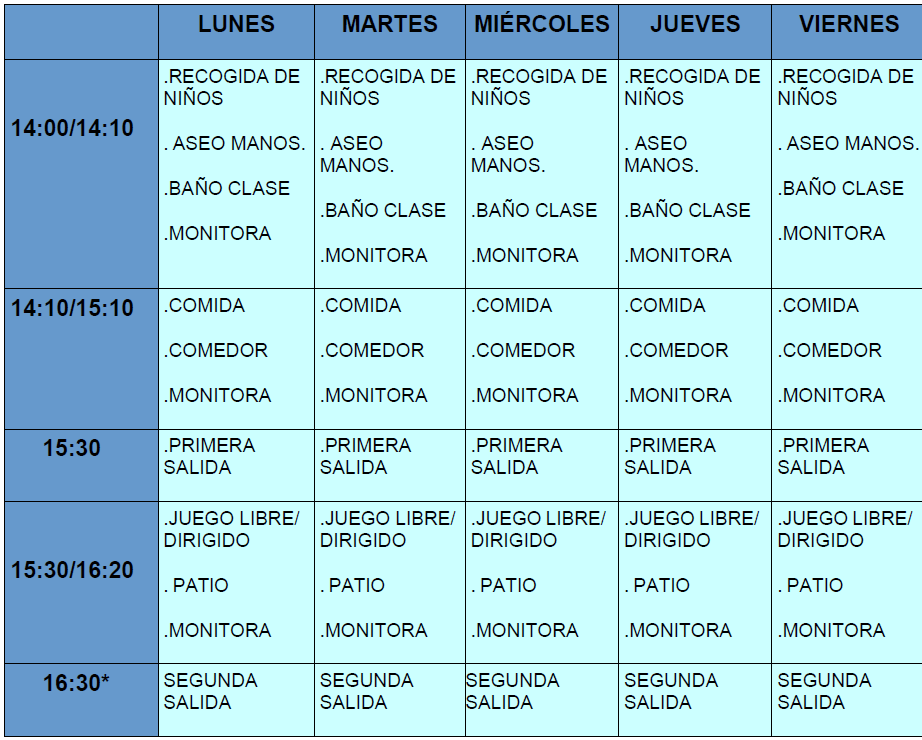 LUNES MARTES MIÉRCOLES JUEVES VIERNES
14:00/14:10
.RECOGIDA DE
NIÑOS
. ASEO MANOS.
.BAÑO CLASE
.MONITORA
.RECOGIDA DE
NIÑOS
. ASEO
MANOS.
.BAÑO CLASE
.MONITORA
.RECOGIDA DE
NIÑOS
. ASEO
MANOS.
.BAÑO CLASE
.MONITORA
.RECOGIDA DE
NIÑOS
. ASEO
MANOS.
.BAÑO CLASE
.MONITORA
.RECOGIDA DE
NIÑOS
. ASEO MANOS.
.BAÑO CLASE
.MONITORA
14:10/15:10
.COMIDA
.COMEDOR
.MONITORA
.COMIDA
.COMEDOR
.MONITORA
.COMIDA
.COMEDOR
.MONITORA
.COMIDA
.COMEDOR
.MONITORA
.COMIDA
.COMEDOR
.MONITORA
15:30
.PRIMERA
SALIDA
.PRIMERA
SALIDA
.PRIMERA
SALIDA
.PRIMERA
SALIDA
.PRIMERA
SALIDA
15:30/16:20
.JUEGO LIBRE/
DIRIGIDO
. PATIO
.MONITORA
.JUEGO LIBRE/
DIRIGIDO
. PATIO
.MONITORA
.JUEGO LIBRE/
DIRIGIDO
. PATIO
.MONITORA
.JUEGO LIBRE/
DIRIGIDO
. PATIO
.MONITORA
.JUEGO LIBRE/
DIRIGIDO
. PATIO
.MONITORA
16:30*
SEGUNDA
SALIDA
SEGUNDA
SALIDA
SEGUNDA
SALIDA
SEGUNDA
SALIDA
SEGUNDA
SALIDA